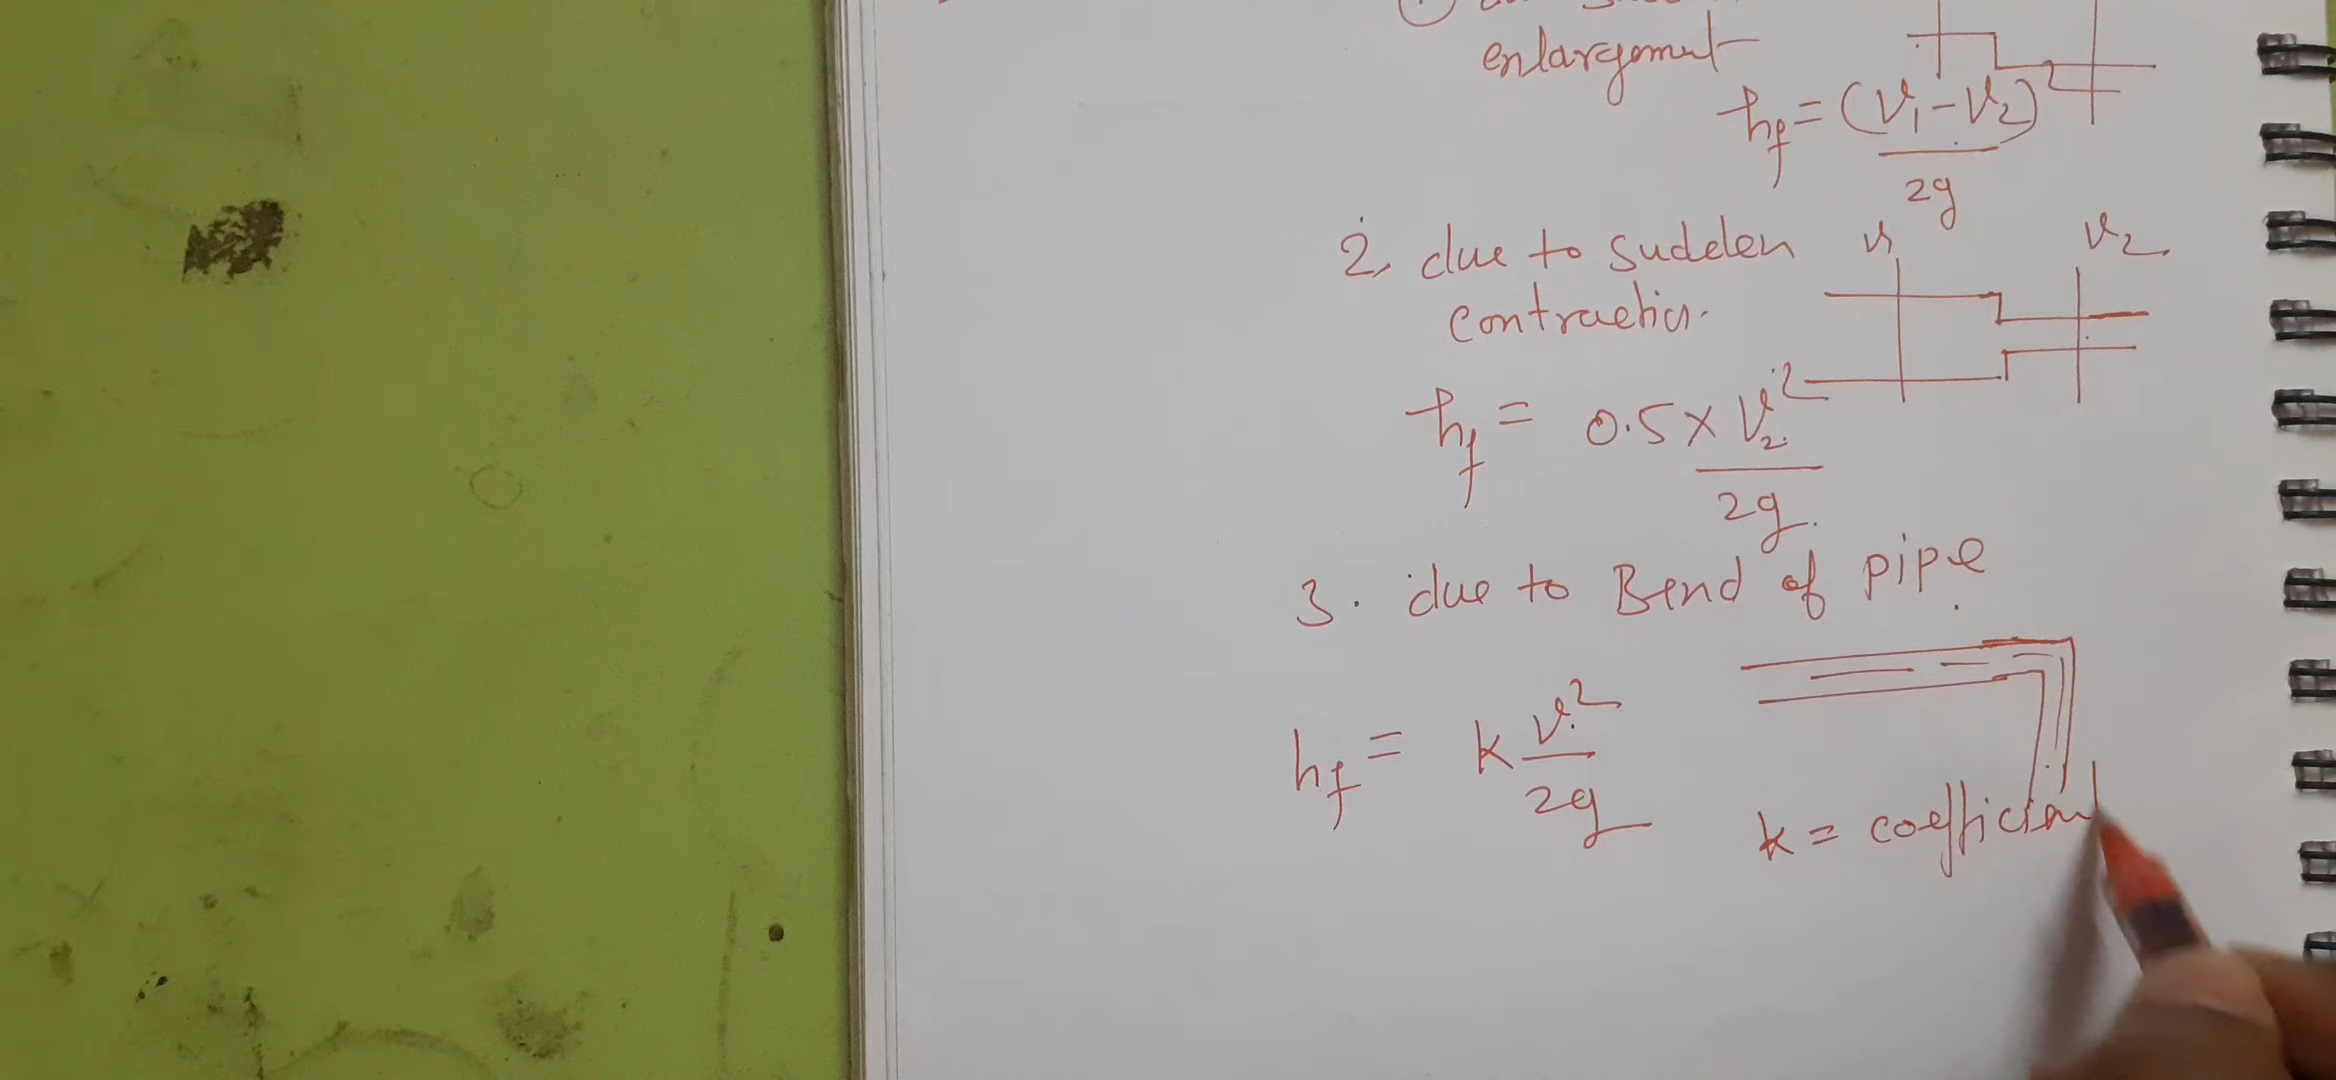 enlargement
hf = (V1-V2)²
2g
2, due to sudden
contraction.
V1 V2
hf = 0.5 x V2²
2g.
3. due to Bend of pipe
hf = k V²
2g
k = coefficient